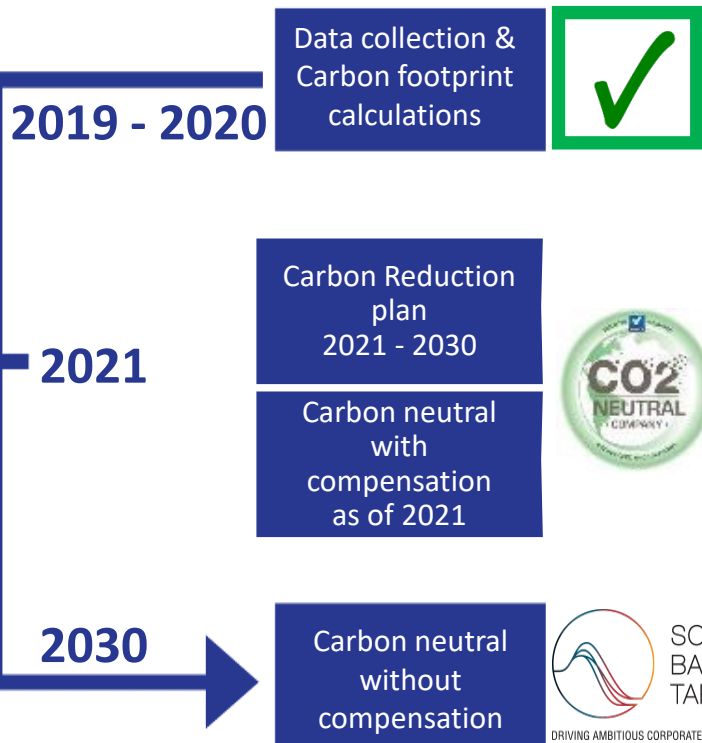 Data collection &
Carbon footprint
calculations
2019 - 2020
Carbon Reduction
plan
2021 - 2030
2021
Carbon neutral
with
compensation
as of 2021
CO2
NEUTRAL
COMPANY
2030
Carbon neutral
without
compensation
SC
BA
TAI
DRIVING AMBITIOUS CORPORATE